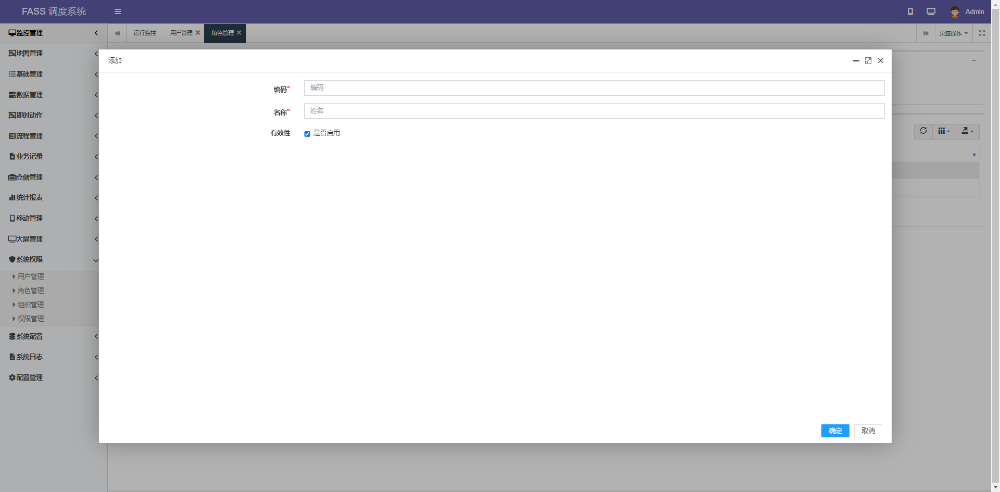 FASS 调度系统
Admin
监控管理
运行监控
用户管理
角色管理
页签操作
地图管理
基础管理
数据管理
即时动作
流程管理
业务记录
仓储管理
统计报表
移动管理
大屏管理
系统权限
用户管理
角色管理
组织管理
权限管理
系统配置
系统日志
配置管理
添加
编码*
编码
名称*
姓名
有效性
是否启用
确定
取消